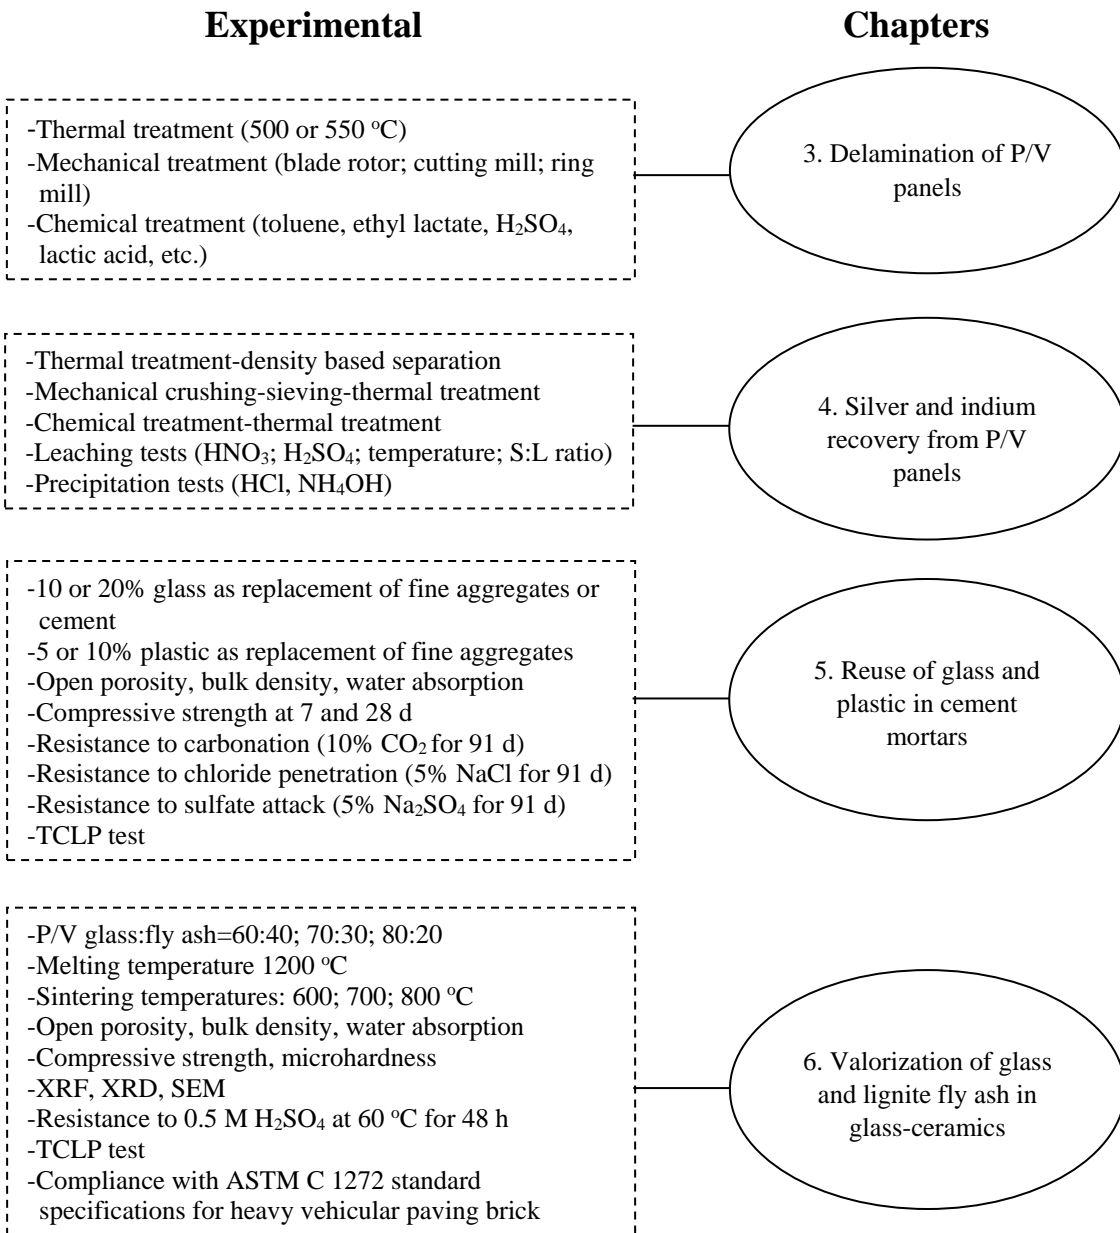 Experimental
Chapters
-Thermal treatment (500 or 550 °C)
-Mechanical treatment (blade rotor; cutting mill; ring
mill)
-Chemical treatment (toluene, ethyl lactate, H₂SO₄,
lactic acid, etc.)
3. Delamination of P/V
panels
-Thermal treatment-density based separation
-Mechanical crushing-sieving-thermal treatment
-Chemical treatment-thermal treatment
-Leaching tests (HNO₃; H₂SO₄; temperature; S:L ratio)
-Precipitation tests (HCl, NH₄OH)
4. Silver and indium
recovery from P/V
panels
-10 or 20% glass as replacement of fine aggregates or
cement
-5 or 10% plastic as replacement of fine aggregates
-Open porosity, bulk density, water absorption
-Compressive strength at 7 and 28 d
-Resistance to carbonation (10% CO₂ for 91 d)
-Resistance to chloride penetration (5% NaCl for 91 d)
-Resistance to sulfate attack (5% Na₂SO₄ for 91 d)
-TCLP test
5. Reuse of glass and
plastic in cement
mortars
-P/V glass:fly ash=60:40; 70:30; 80:20
-Melting temperature 1200 °C
-Sintering temperatures: 600; 700; 800 °C
-Open porosity, bulk density, water absorption
-Compressive strength, microhardness
-XRF, XRD, SEM
-Resistance to 0.5 M H₂SO₄ at 60 °C for 48 h
-TCLP test
-Compliance with ASTM C 1272 standard
specifications for heavy vehicular paving brick
6. Valorization of glass
and lignite fly ash in
glass-ceramics